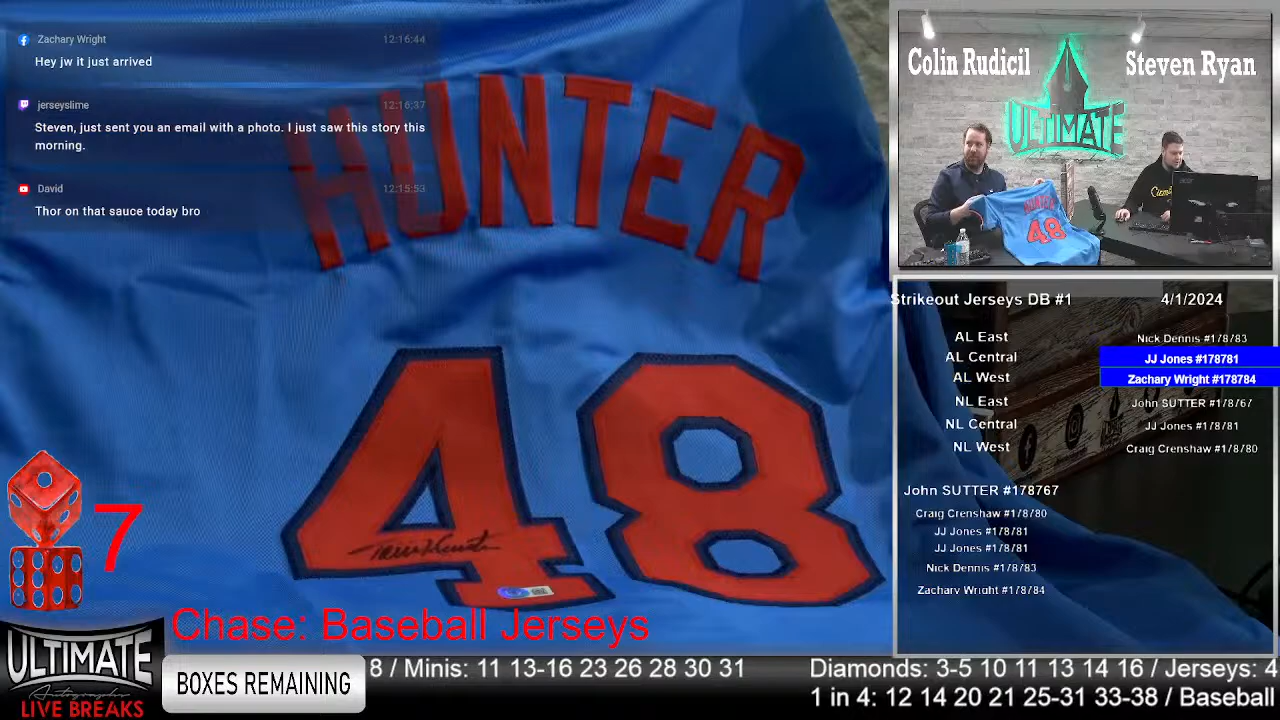 Zachary Wright 12:16:44
Hey jw it just arrived
jerseyslime 12:16:37
Steven, just sent you an email with a photo. I just saw this story this
morning.
David 12:15:53
Thor on that sauce today bro
HUNTER
48
7
Chase: Baseball Jerseys
ULTIMATE
Autographs
LIVE BREAKS
BOXES REMAINING
8 / Minis: 11 13-16 23 26 28 30 31
Diamonds: 3-5 10 11 13 14 16 / Jerseys: 4
1 in 4: 12 14 20 21 25-31 33-38 / Baseball
Colin Rudicil
Steven Ryan
ULTIMATE
HUNTER
48
Strikeout Jerseys DB #1 4/1/2024
AL East Nick Dennis #178783
AL Central JJ Jones #178781
AL West Zachary Wright #178784
NL East John SUTTER #178767
NL Central JJ Jones #178781
NL West Craig Crenshaw #178780
John SUTTER #178767
Craig Crenshaw #178780
JJ Jones #178781
JJ Jones #178781
Nick Dennis #178783
Zachary Wright #178784